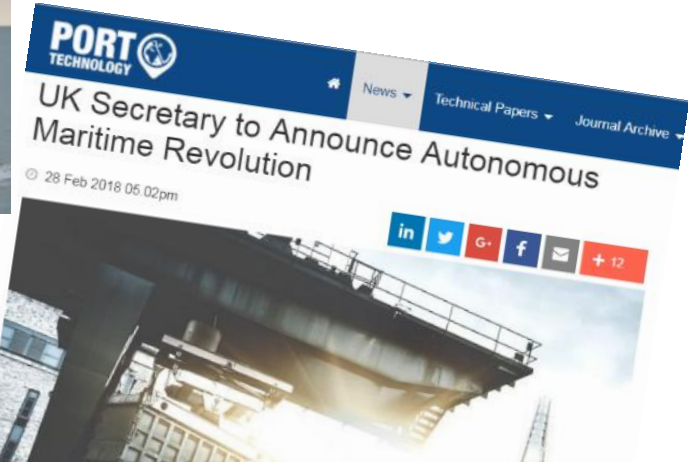 PORT
TECHNOLOGY
News
Technical Papers
Journal Archive
UK Secretary to Announce Autonomous
Maritime Revolution
28 Feb 2018 05.02pm
in
G+
f
+ 12